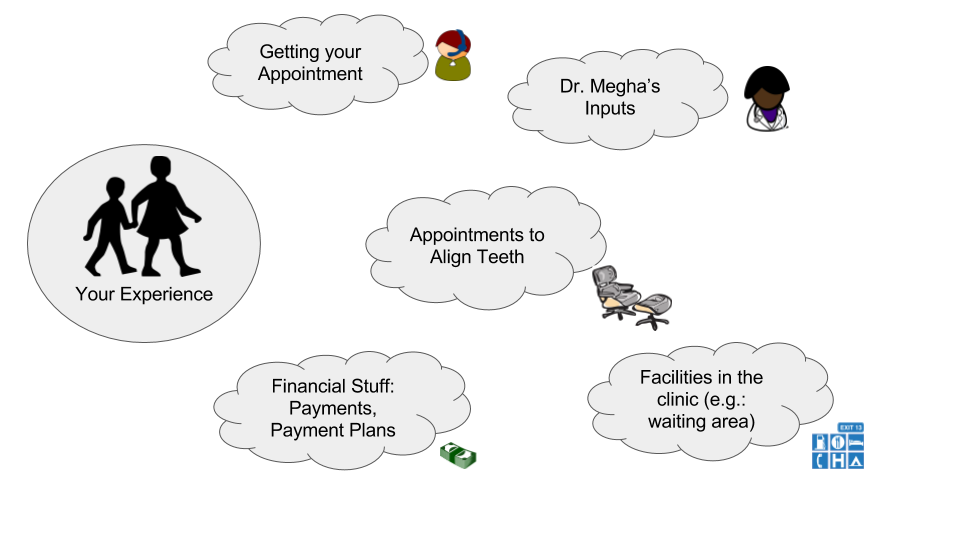 Getting your
Appointment
Dr. Megha's
Inputs
Your Experience
Appointments to
Align Teeth
Financial Stuff:
Payments,
Payment Plans
Facilities in the
clinic (e.g.:
waiting area)
EXIT 13
H